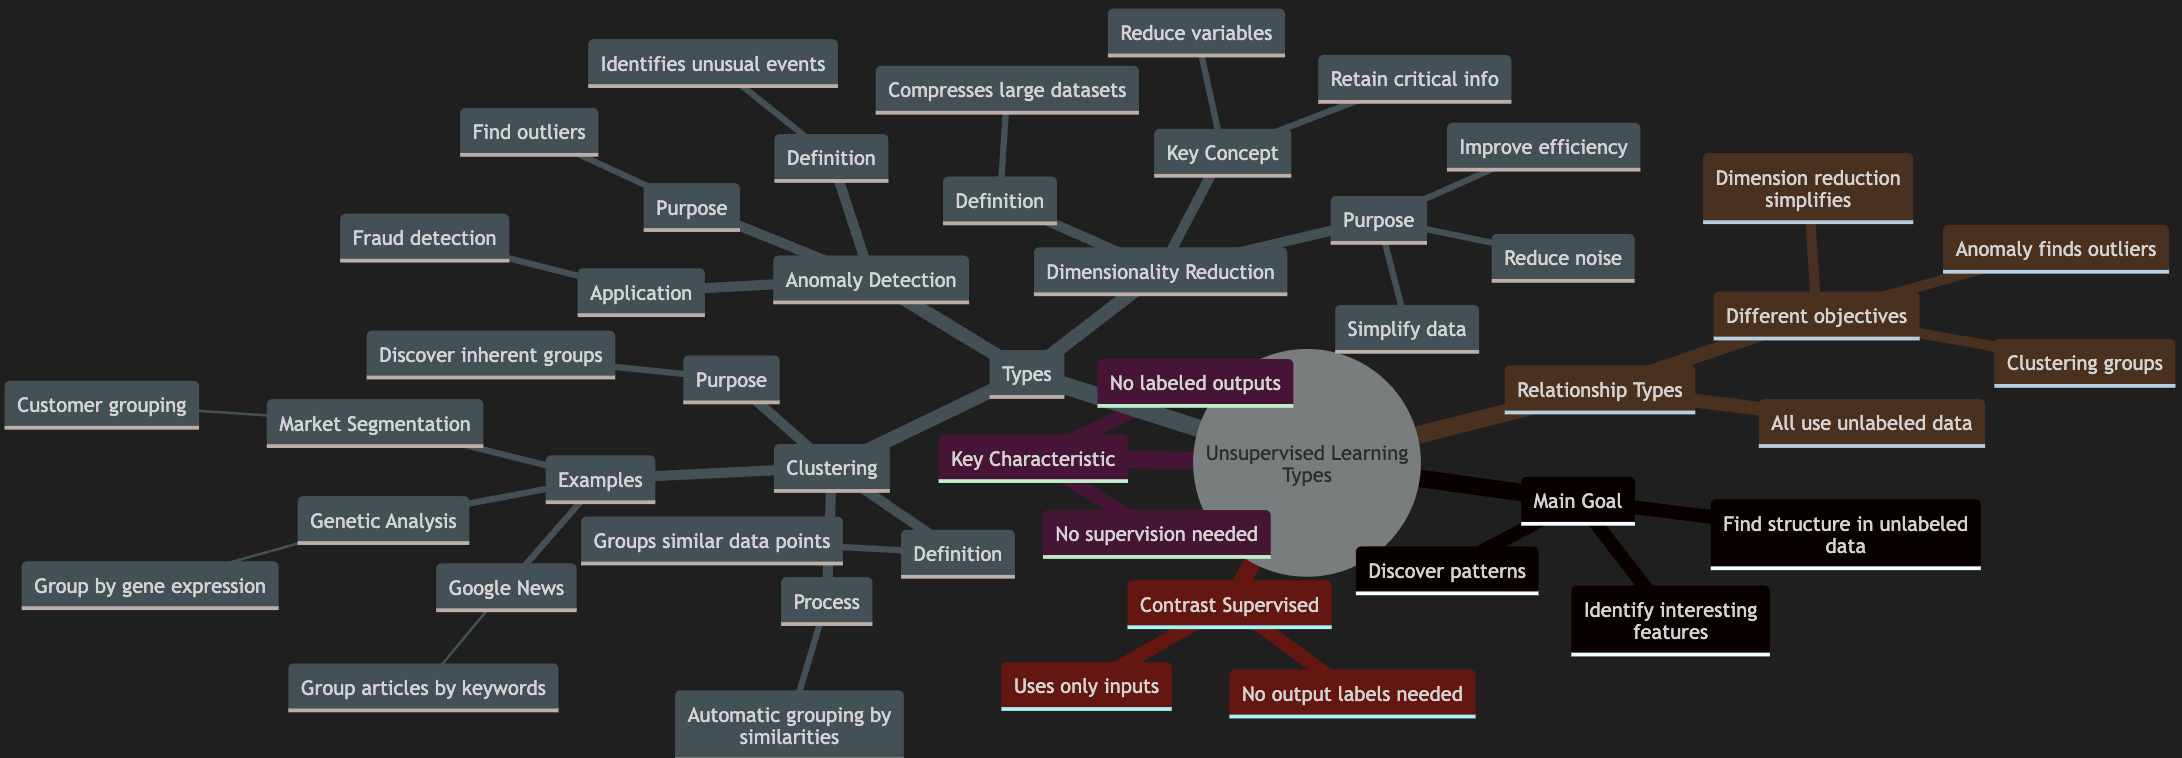 Unsupervised Learning
Types
Types
Anomaly Detection
Definition
Identifies unusual events
Purpose
Find outliers
Application
Fraud detection
Dimensionality Reduction
Definition
Compresses large datasets
Key Concept
Reduce variables
Retain critical info
Purpose
Improve efficiency
Reduce noise
Simplify data
Clustering
Purpose
Discover inherent groups
Examples
Market Segmentation
Customer grouping
Genetic Analysis
Group by gene expression
Google News
Group articles by keywords
Definition
Groups similar data points
Process
Automatic grouping by
similarities
Key Characteristic
No labeled outputs
No supervision needed
Contrast Supervised
Uses only inputs
No output labels needed
Main Goal
Find structure in unlabeled
data
Discover patterns
Identify interesting
features
Relationship Types
All use unlabeled data
Different objectives
Dimension reduction
simplifies
Anomaly finds outliers
Clustering groups